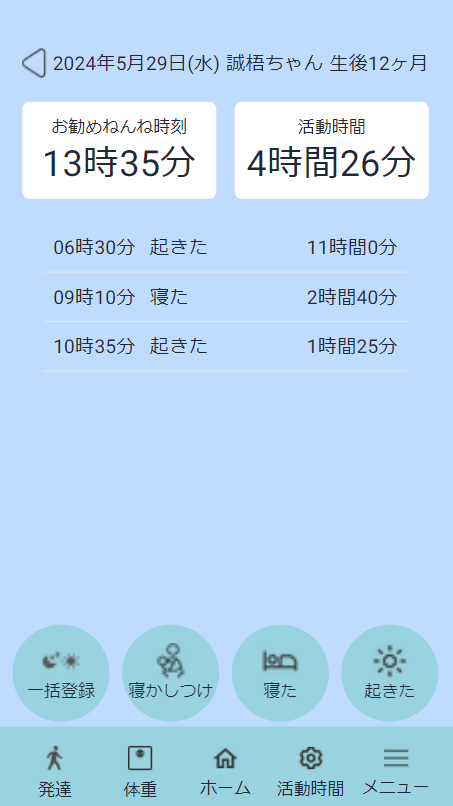 2024年5月29日(水) 誠悟ちゃん 生後12ヶ月
お勧めねんね時刻 活動時間
13時35分 4時間26分
06時30分 起きた 11時間0分
09時10分 寝た 2時間40分
10時35分 起きた 1時間25分
一括登録 寝かしつけ 寝た 起きた
発達 体重 ホーム 活動時間 メニュー